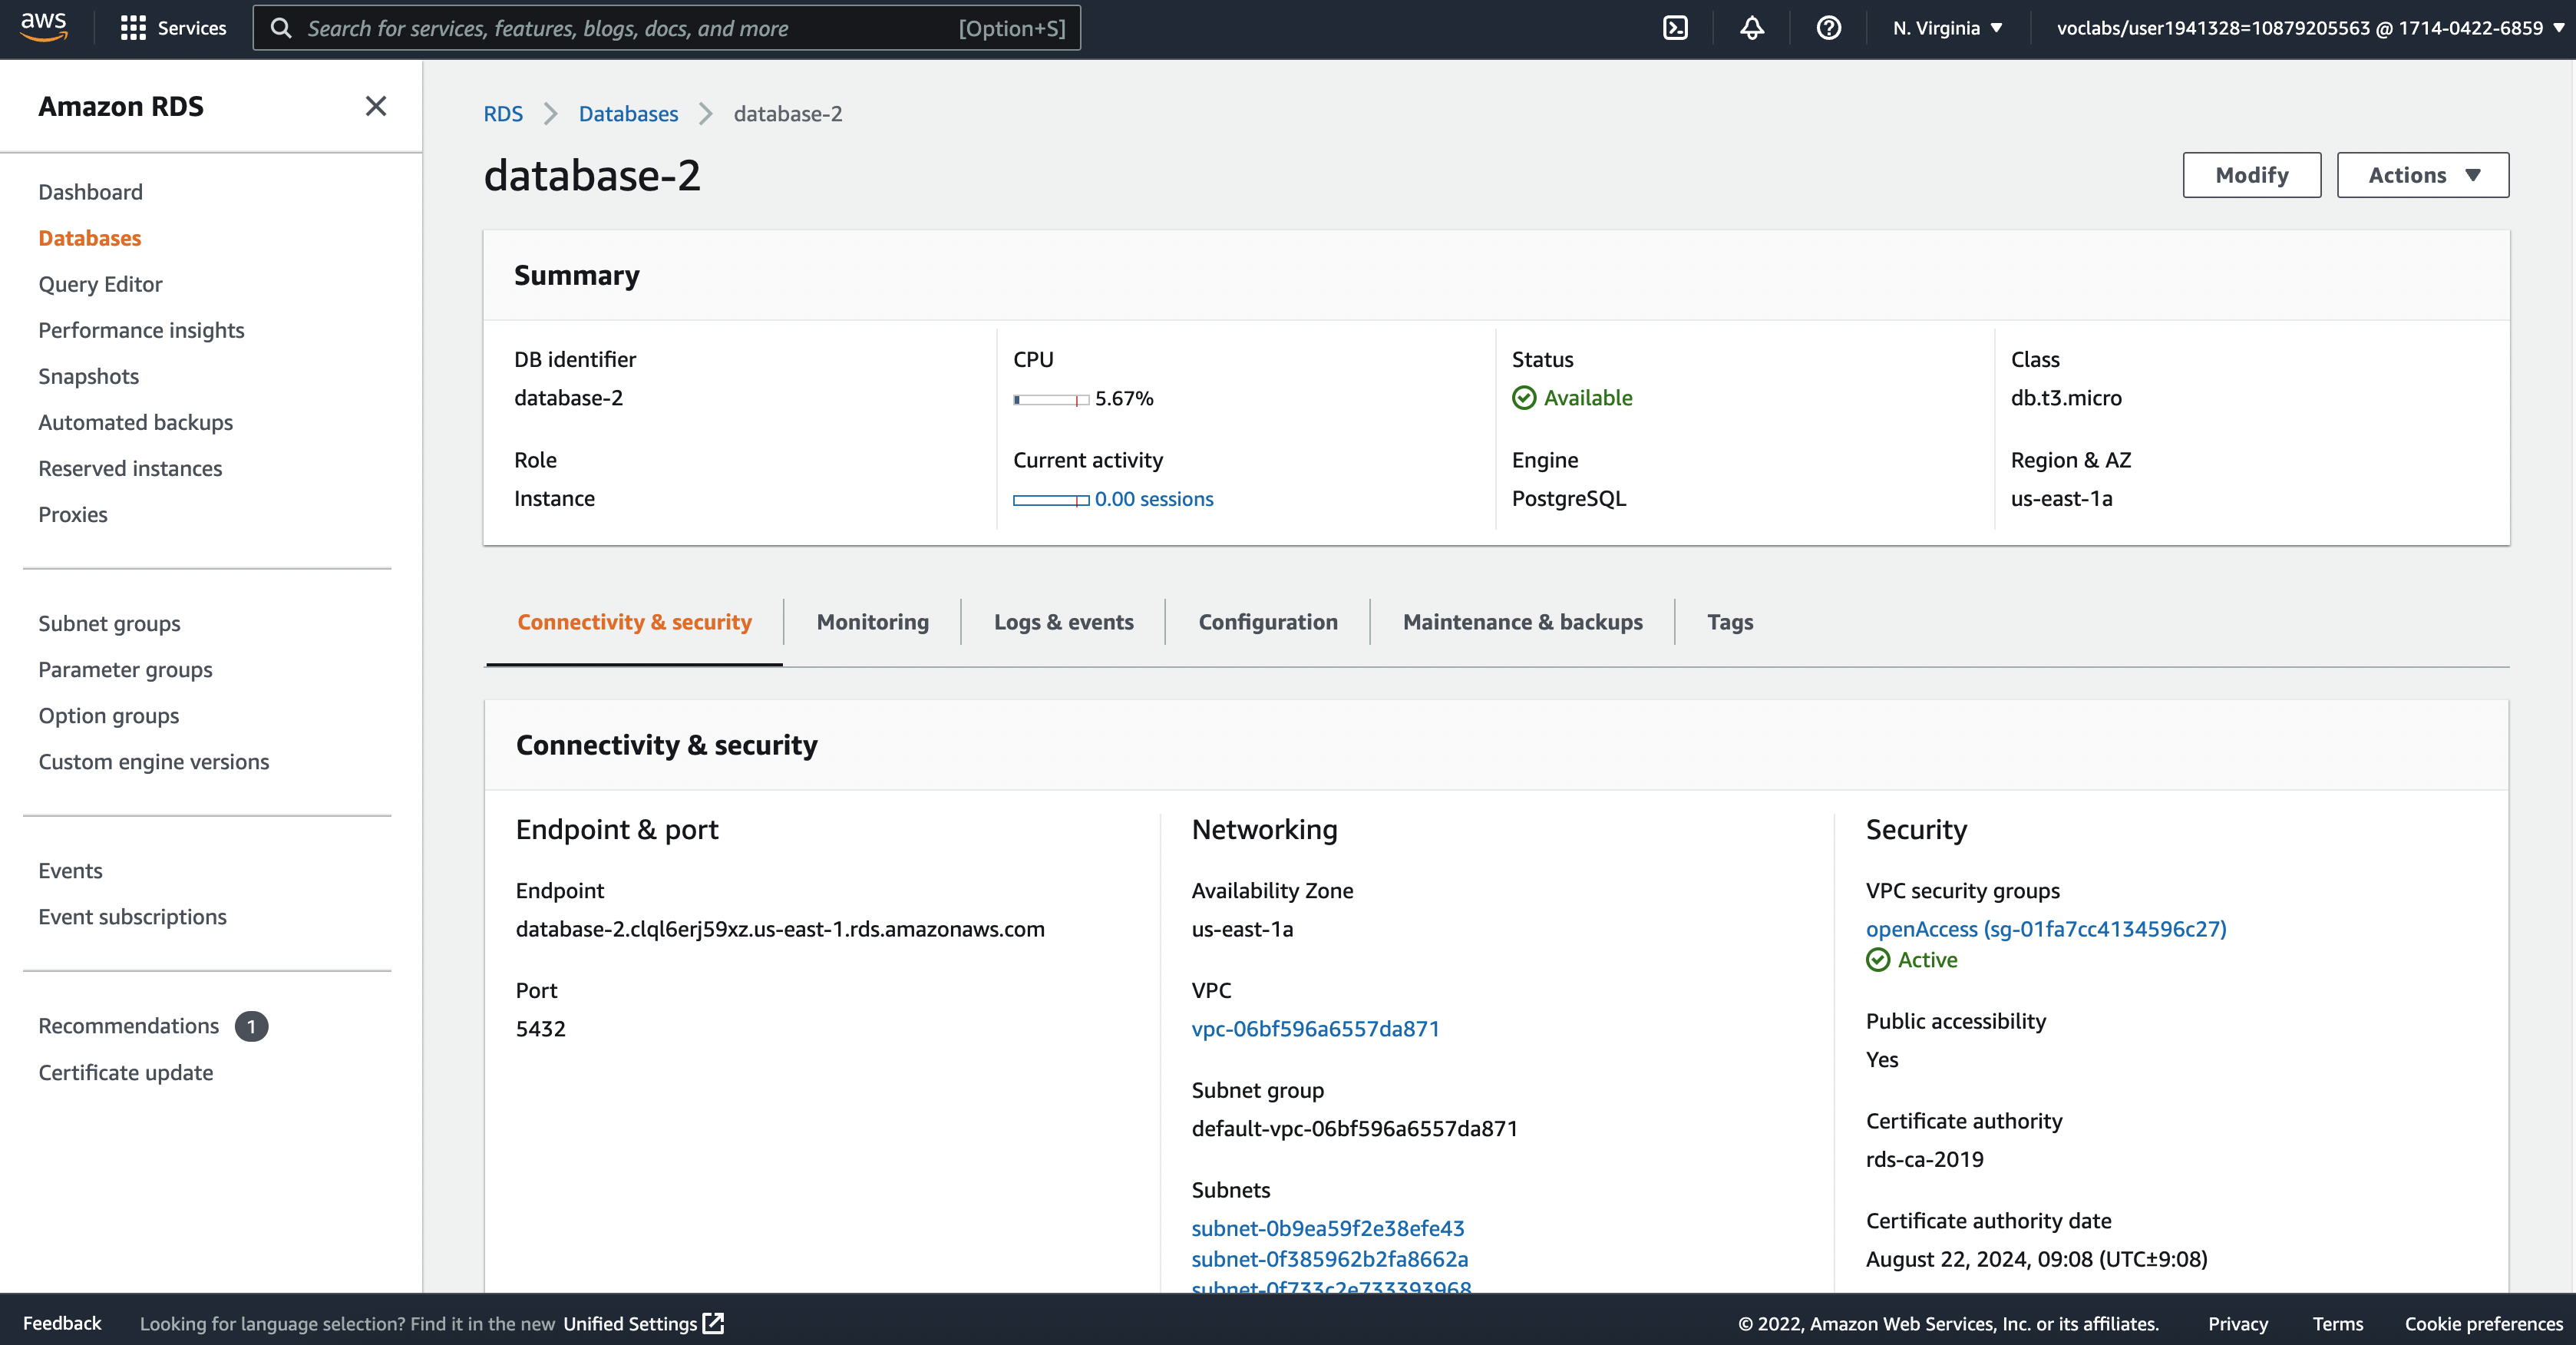 aws
Services
Search for services, features, blogs, docs, and more [Option+S]
N. Virginia ▼
voclabs/user1941328=10879205563 @ 1714-0422-6859 ▼
Amazon RDS
Dashboard
Databases
Query Editor
Performance insights
Snapshots
Automated backups
Reserved instances
Proxies
Subnet groups
Parameter groups
Option groups
Custom engine versions
Events
Event subscriptions
Recommendations 1
Certificate update
RDS > Databases > database-2
database-2
Modify
Actions ▼
Summary
DB identifier
database-2
CPU
5.67%
Status
Available
Class
db.t3.micro
Role
Instance
Current activity
0.00 sessions
Engine
PostgreSQL
Region & AZ
us-east-1a
Connectivity & security
Monitoring
Logs & events
Configuration
Maintenance & backups
Tags
Connectivity & security
Endpoint & port
Endpoint
database-2.clql6erj59xz.us-east-1.rds.amazonaws.com
Port
5432
Networking
Availability Zone
us-east-1a
VPC
vpc-06bf596a6557da871
Subnet group
default-vpc-06bf596a6557da871
Subnets
subnet-0b9ea59f2e38efe43
subnet-0f385962b2fa8662a
subnet-0f733c2e733393968
Security
VPC security groups
openAccess (sg-01fa7cc4134596c27)
Active
Public accessibility
Yes
Certificate authority
rds-ca-2019
Certificate authority date
August 22, 2024, 09:08 (UTC±9:08)
Feedback
Looking for language selection? Find it in the new Unified Settings
© 2022, Amazon Web Services, Inc. or its affiliates.
Privacy
Terms
Cookie preferences